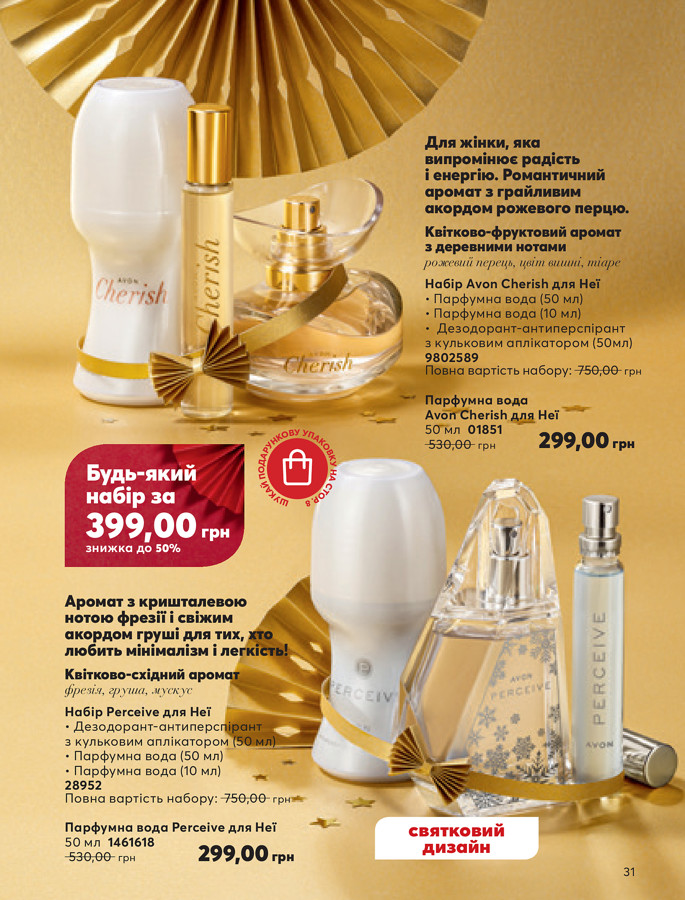 Для жінки, яка
випромінює радість
і енергію. Романтичний
аромат з грайливим
акордом рожевого перцю.
Квітково-фруктовий аромат
з деревними нотами
рожевий перець, цвіт вишні, тіаре
Набір Avon Cherish для Неї
• Парфумна вода (50 мл)
• Парфумна вода (10 мл)
• Дезодорант-антиперспірант
з кульковим аплікатором (50мл)
9802589
Повна вартість набору: 750,00 грн
Парфумна вода
Avon Cherish для Неї
50 мл 01851
530,00 грн
299,00 грн
AVON
Cherish
Cherish
AVON
Cherish
ШУКАЙ ПОДАРУНКОВУ УПАКОВКУ НА СТОР. 8
Будь-який
набір за
399,00 грн
знижка до 50%
Аромат з кришталевою
нотою фрезії і свіжим
акордом груші для тих, хто
любить мінімалізм і легкість!
Квітково-східний аромат
фрезія, груша, мускус
Набір Perceive для Неї
• Дезодорант-антиперспірант
з кульковим аплікатором (50 мл)
• Парфумна вода (50 мл)
• Парфумна вода (10 мл)
28952
Повна вартість набору: 750,00 грн
Парфумна вода Perceive для Неї
50 мл 1461618
530,00 грн
299,00 грн
P
PERCEIV
AVON
PERCEIVE
PERCEIVE
AVON
святковий
дизайн
31